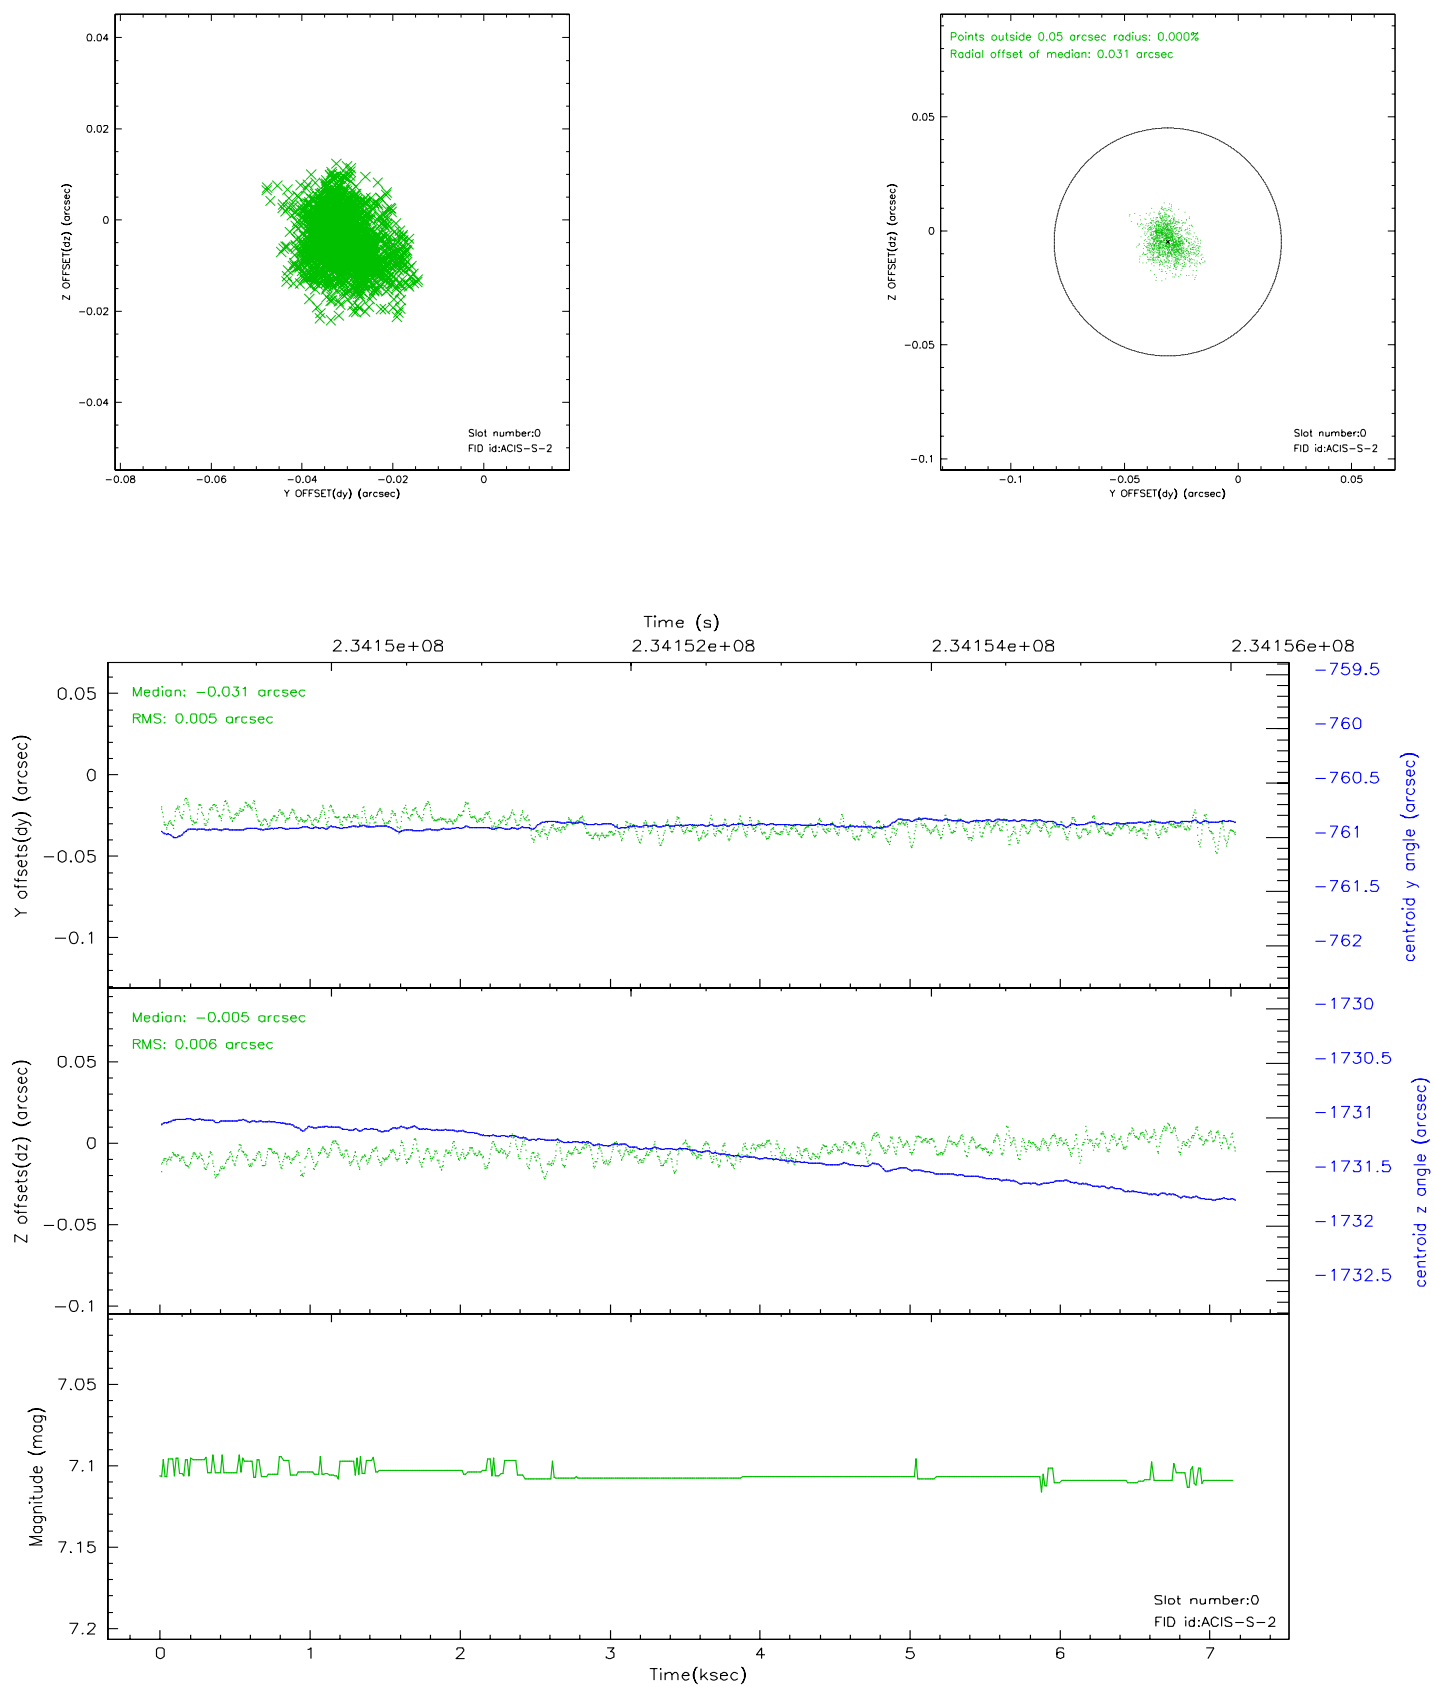 0.04
0.02
0
-0.02
-0.04
Z OFFSET(dz) (arcsec)
Slot number:0
FID id:ACIS-S-2
-0.08 -0.06 -0.04 -0.02 0
Y OFFSET(dy) (arcsec)
Points outside 0.05 arcsec radius: 0.000%
Radial offset of median: 0.031 arcsec
0.05
0
-0.05
-0.1
Z OFFSET(dz) (arcsec)
Slot number:0
FID id:ACIS-S-2
-0.1 -0.05 0 0.05
Y OFFSET(dy) (arcsec)
Time (s)
2.3415e+08 2.34152e+08 2.34154e+08 2.34156e+08
Median: -0.031 arcsec
RMS: 0.005 arcsec
0.05
0
-0.05
-0.1
Y offsets(dy) (arcsec)
-759.5
-760
-760.5
-761
-761.5
-762
centroid y angle (arcsec)
Median: -0.005 arcsec
RMS: 0.006 arcsec
0.05
0
-0.05
-0.1
Z offsets(dz) (arcsec)
-1730
-1730.5
-1731
-1731.5
-1732
-1732.5
centroid z angle (arcsec)
7.05
7.1
7.15
7.2
Magnitude (mag)
Slot number:0
FID id:ACIS-S-2
0 1 2 3 4 5 6 7
Time(ksec)